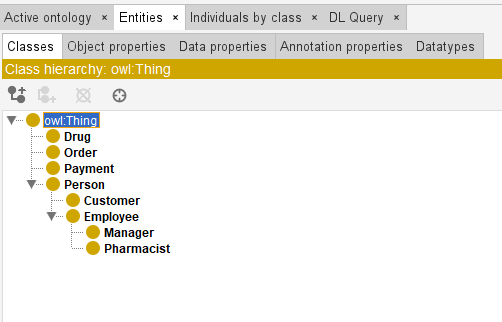 Active ontology × Entities × Individuals by class × DL Query ×
Classes Object properties Data properties Annotation properties Datatypes
Class hierarchy: owl:Thing
owl:Thing
Drug
Order
Payment
Person
Customer
Employee
Manager
Pharmacist